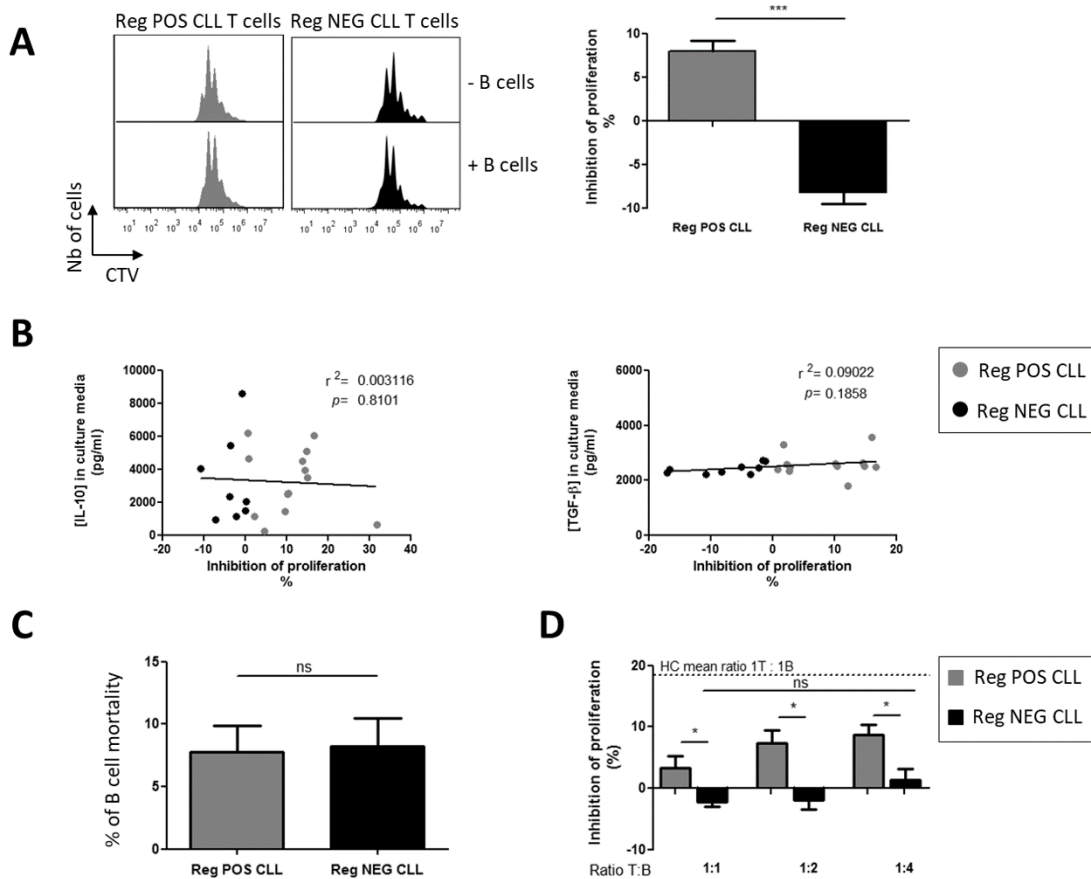 A
Reg POS CLL T cells Reg NEG CLL T cells
- B cells
+ B cells
Nb of cells
10¹ 10² 10³ 10⁴ 10⁵ 10⁶ 10⁷ 10¹ 10² 10³ 10⁴ 10⁵ 10⁶ 10⁷
CTV
***
Inhibition of proliferation
%
10
5
0
-5
-10
Reg POS CLL Reg NEG CLL
B
[IL-10] in culture media
(pg/ml)
10000
8000
6000
4000
2000
0
r²= 0.003116
p= 0.8101
-20 -10 0 10 20 30 40
Inhibition of proliferation
%
[TGF-β] in culture media
(pg/ml)
6000
4000
2000
0
r²= 0.09022
p= 0.1858
-20 -10 0 10 20
Inhibition of proliferation
%
Reg POS CLL
Reg NEG CLL
C
% of B cell mortality
15
10
5
0
ns
Reg POS CLL Reg NEG CLL
D
Inhibition of proliferation
(%)
20
10
0
-10
HC mean ratio 1T : 1B
ns
* * *
Ratio T:B 1:1 1:2 1:4
Reg POS CLL
Reg NEG CLL